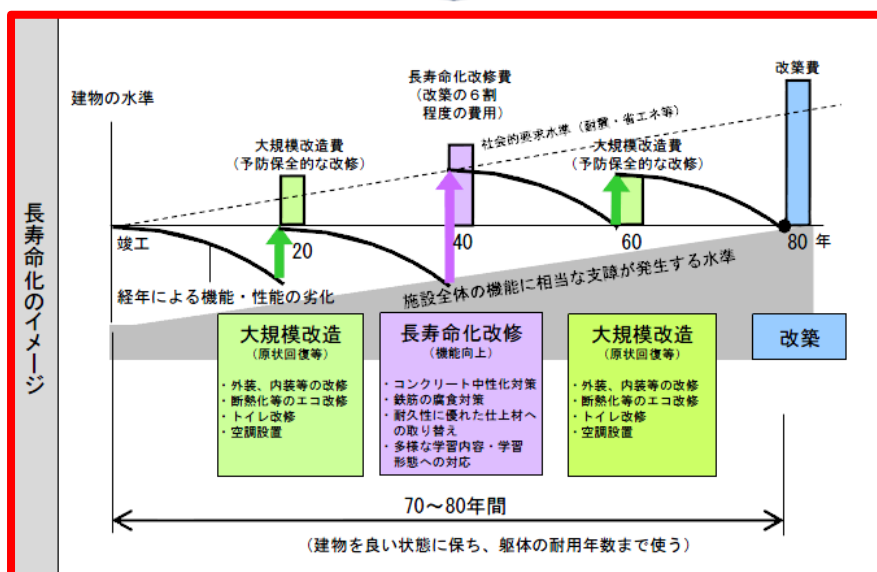 長寿命化のイメージ
建物の水準
大規模改造費
(予防保全的な改修)
長寿命化改修費
(改築の6割
程度の費用)
社会的要求水準(耐震・省エネ等)
大規模改造費
(予防保全的な改修)
改築費
竣工
20
40
60
80 年
経年による機能・性能の劣化
施設全体の機能に相当な支障が発生する水準
大規模改造
(原状回復等)
・外装、内装等の改修
・断熱化等のエコ改修
・トイレ改修
・空調設置
長寿命化改修
(機能向上)
・コンクリート中性化対策
・鉄筋の腐食対策
・耐久性に優れた仕上材へ
の取り替え
・多様な学習内容・学習
形態への対応
大規模改造
(原状回復等)
・外装、内装等の改修
・断熱化等のエコ改修
・トイレ改修
・空調設置
改築
70~80年間
(建物を良い状態に保ち、躯体の耐用年数まで使う)